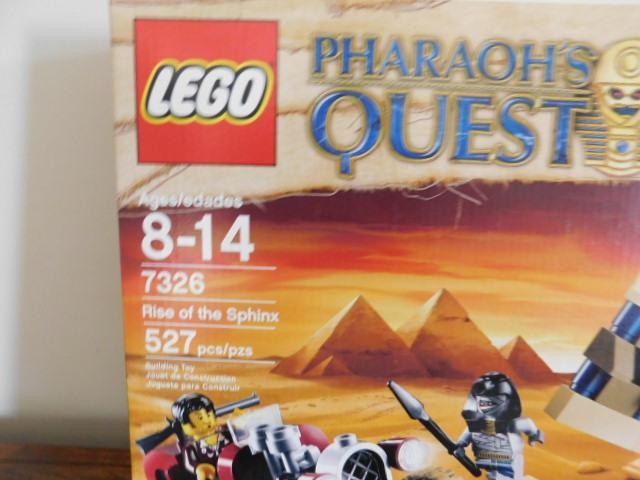 LEGO
PHARAOH'S
QUEST
Ages/edades
8-14
7326
Rise of the Sphinx
527 pcs/pzs
Building Toy
Jouet de Construction
Juguete para Construir